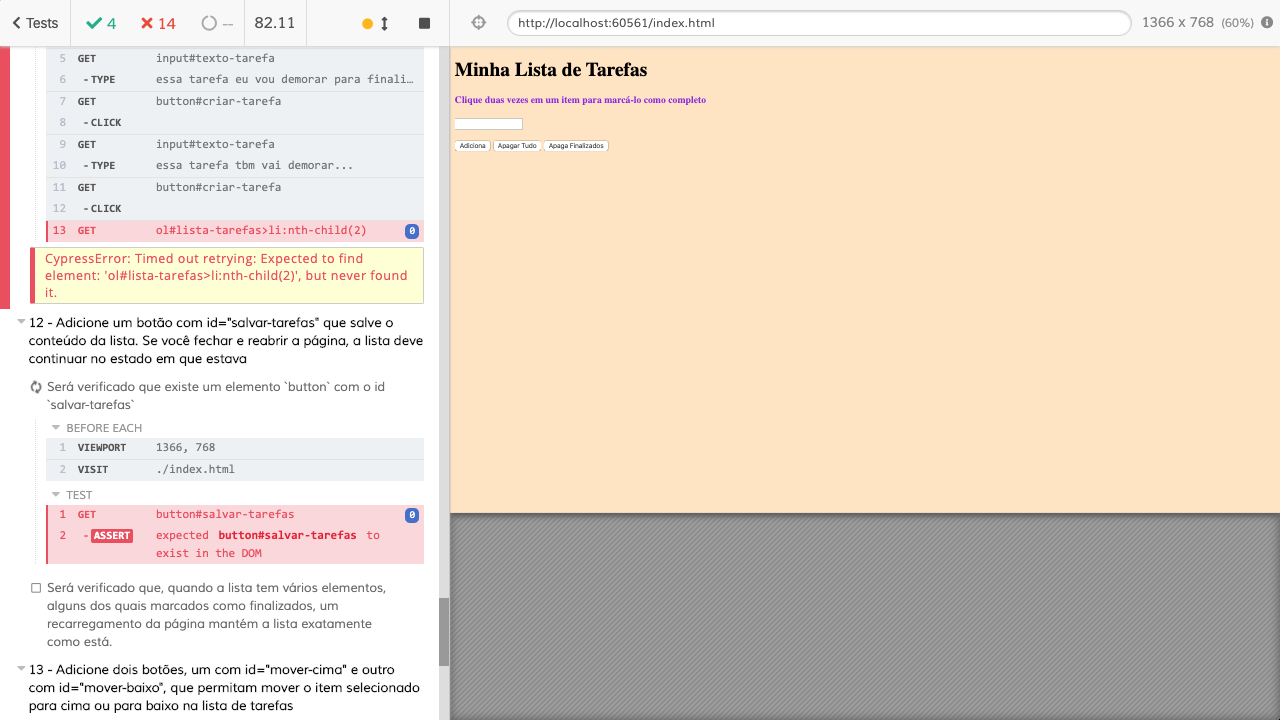 Tests
4
14
--
82.11
http://localhost:60561/index.html
1366 x 768 (60%)
5 GET input#texto-tarefa
6 - TYPE essa tarefa eu vou demorar para finali…
7 GET button#criar-tarefa
8 - CLICK
9 GET input#texto-tarefa
10 - TYPE essa tarefa tbm vai demorar...
11 GET button#criar-tarefa
12 - CLICK
13 GET ol#lista-tarefas>li:nth-child(2) 0
CypressError: Timed out retrying: Expected to find
element: 'ol#lista-tarefas>li:nth-child(2)', but never found
it.
12 - Adicione um botão com id="salvar-tarefas" que salve o
conteúdo da lista. Se você fechar e reabrir a página, a lista deve
continuar no estado em que estava
Será verificado que existe um elemento `button` com o id
`salvar-tarefas`
BEFORE EACH
1 VIEWPORT 1366, 768
2 VISIT ./index.html
TEST
1 GET button#salvar-tarefas 0
2 - ASSERT expected button#salvar-tarefas to
exist in the DOM
Será verificado que, quando a lista tem vários elementos,
alguns dos quais marcados como finalizados, um
recarregamento da página mantém a lista exatamente
como está.
13 - Adicione dois botões, um com id="mover-cima" e outro
com id="mover-baixo", que permitam mover o item selecionado
para cima ou para baixo na lista de tarefas
Minha Lista de Tarefas
Clique duas vezes em um item para marcá-lo como completo
Adiciona Apagar Tudo Apaga Finalizados